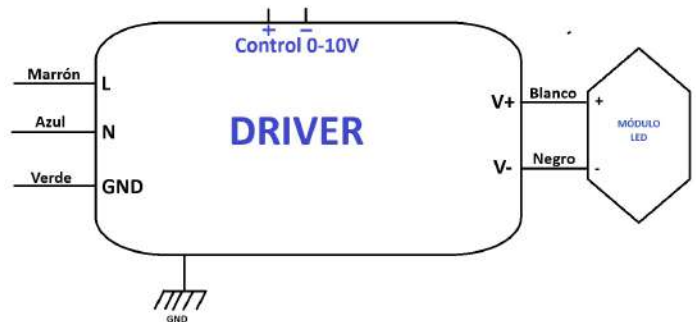 + −
Control 0-10V
Marrón
L
Azul
N
Verde
GND
DRIVER
V+
Blanco
+
V-
Negro
-
MÓDULO
LED
GND